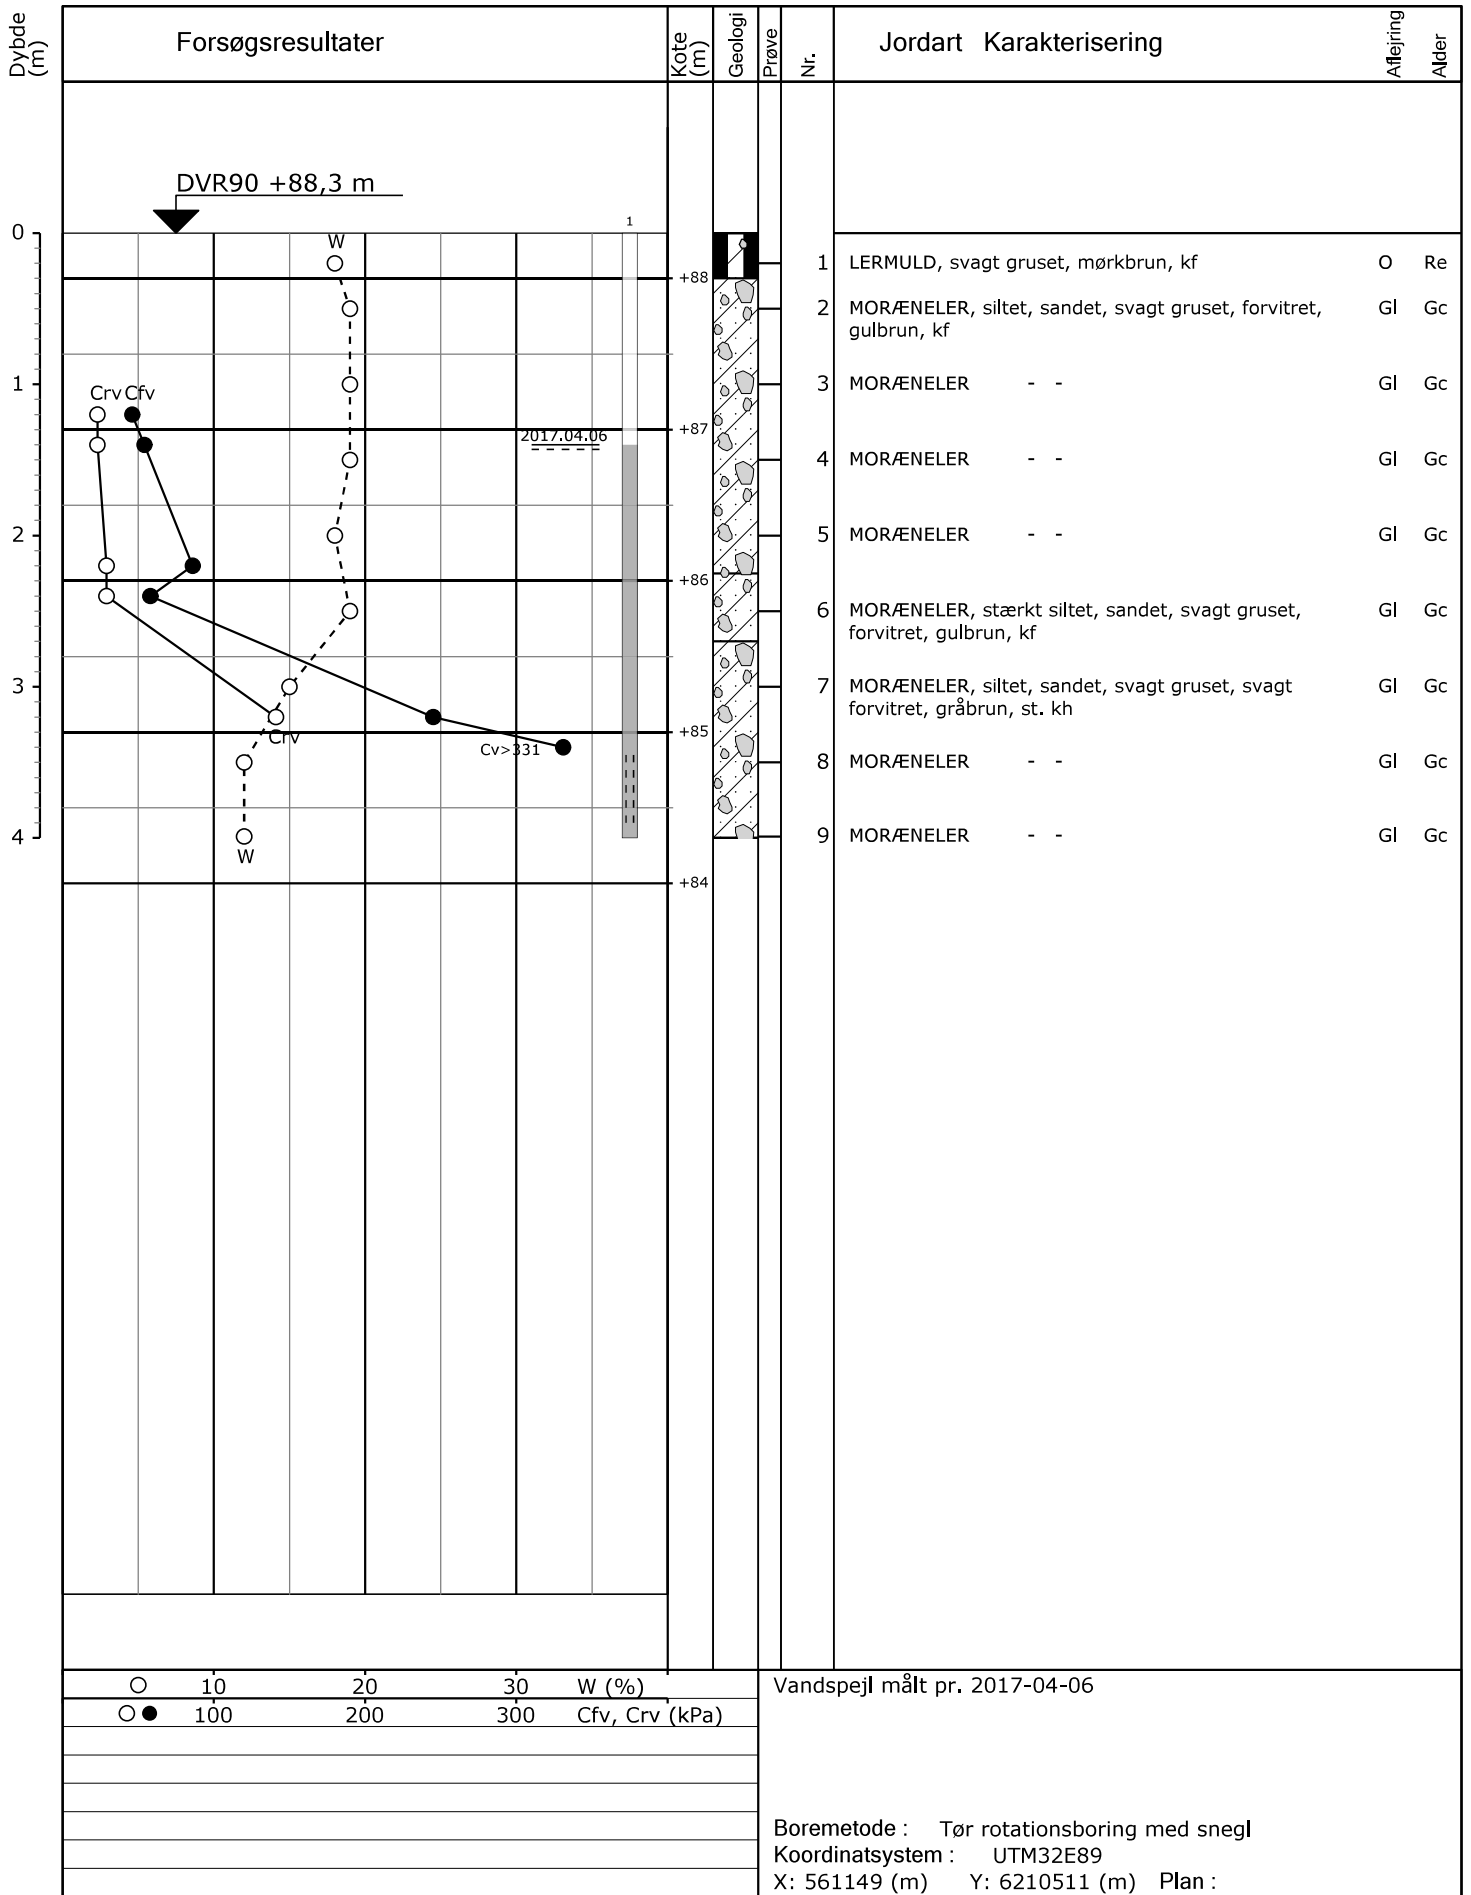 Dybde (m)
Forsøgsresultater
Kote (m)
Geologi
Prøve
Nr.
Jordart Karakterisering
Aflejring
Alder
DVR90 +88,3 m
1
0
W
+88
1 LERMULD, svagt gruset, mørkbrun, kf O Re
2 MORÆNELER, siltet, sandet, svagt gruset, forvitret, Gl Gc
gulbrun, kf
1
Crv Cfv
3 MORÆNELER - - Gl Gc
+87
2017.04.06
4 MORÆNELER - - Gl Gc
2
5 MORÆNELER - - Gl Gc
+86
6 MORÆNELER, stærkt siltet, sandet, svagt gruset, Gl Gc
forvitret, gulbrun, kf
3
7 MORÆNELER, siltet, sandet, svagt gruset, svagt Gl Gc
forvitret, gråbrun, st. kh
Crv
+85
Cv>331
8 MORÆNELER - - Gl Gc
4
9 MORÆNELER - - Gl Gc
W
+84
10 20 30 W (%)
100 200 300 Cfv, Crv (kPa)
Vandspejl målt pr. 2017-04-06
Boremetode : Tør rotationsboring med snegl
Koordinatsystem : UTM32E89
X: 561149 (m) Y: 6210511 (m) Plan :